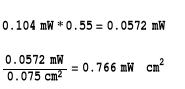 0.104 mW * 0.55 = 0.0572 mW
0.0572 mW
0.075 cm² = 0.766 mW cm²